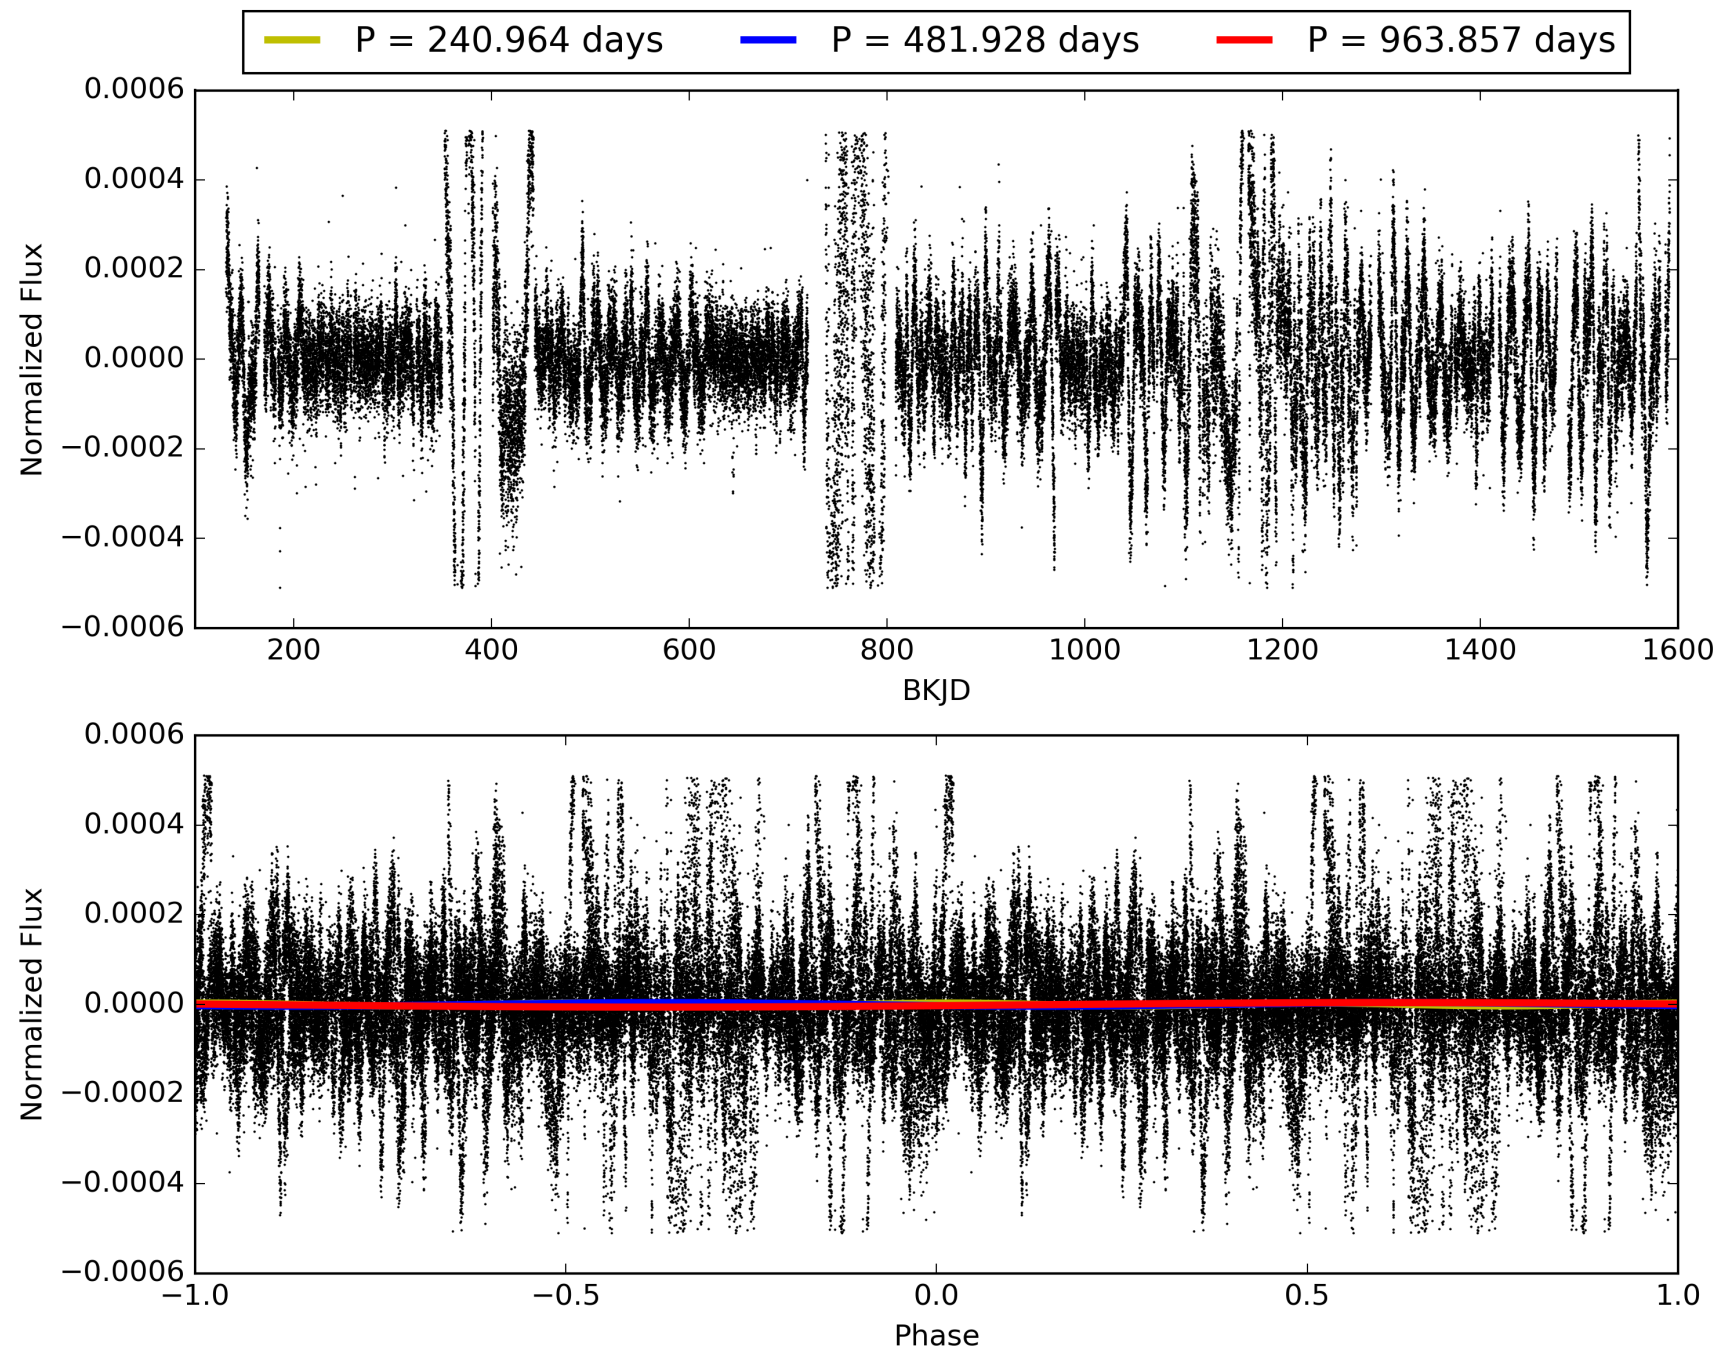 P = 240.964 days P = 481.928 days P = 963.857 days
0.0006
0.0004
0.0002
0.0000
−0.0002
−0.0004
−0.0006
Normalized Flux
200 400 600 800 1000 1200 1400 1600
BKJD
0.0006
0.0004
0.0002
0.0000
−0.0002
−0.0004
−0.0006
Normalized Flux
−1.0 −0.5 0.0 0.5 1.0
Phase